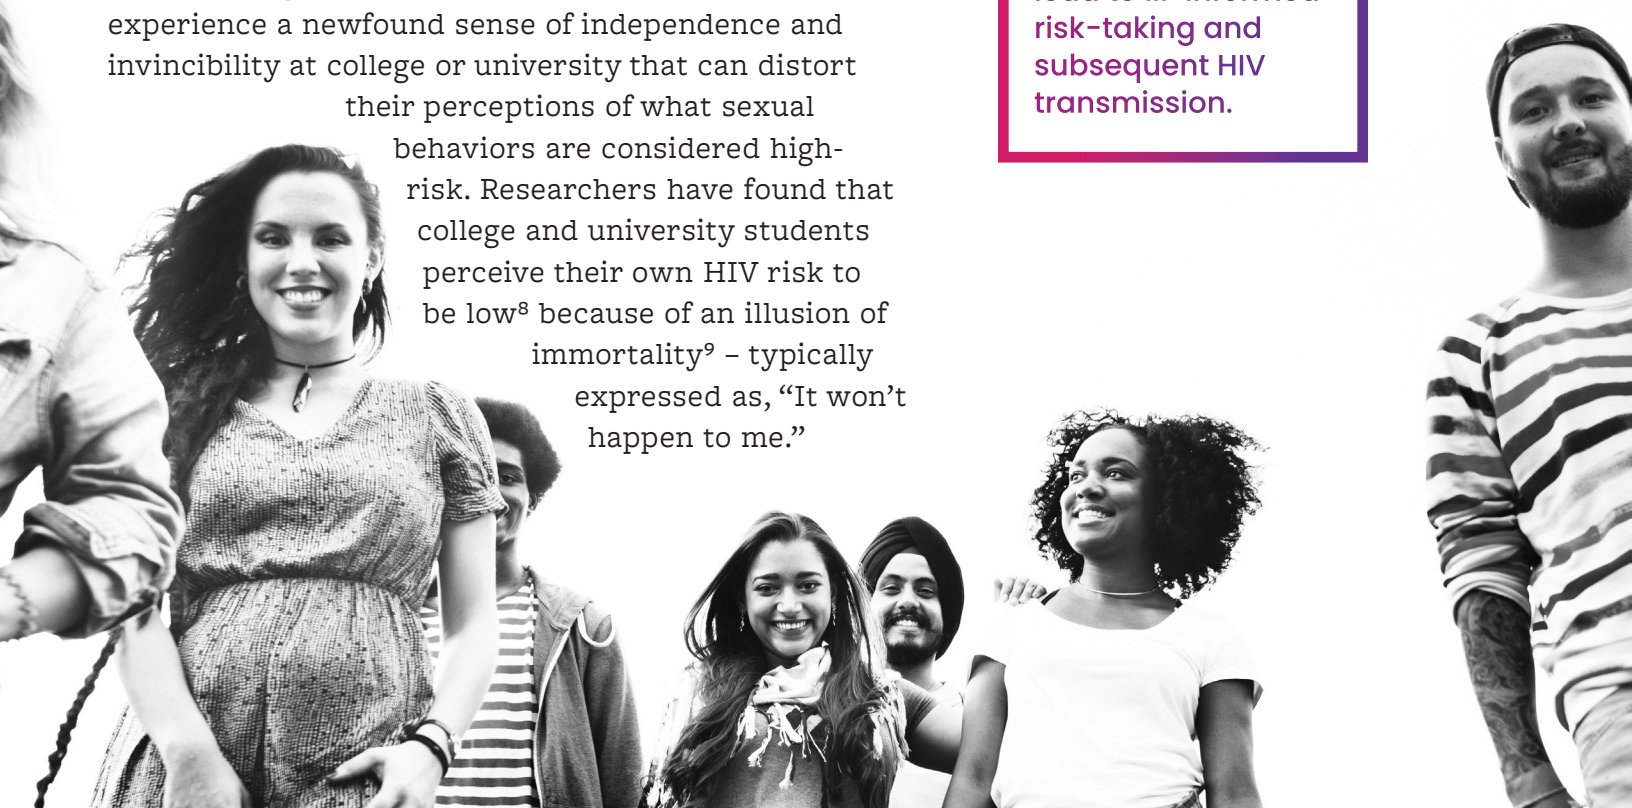 experience a newfound sense of independence and
invincibility at college or university that can distort
their perceptions of what sexual
behaviors are considered high-
risk. Researchers have found that
college and university students
perceive their own HIV risk to
be low⁸ because of an illusion of
immortality⁹ – typically
expressed as, “It won’t
happen to me.”
risk-taking and
subsequent HIV
transmission.